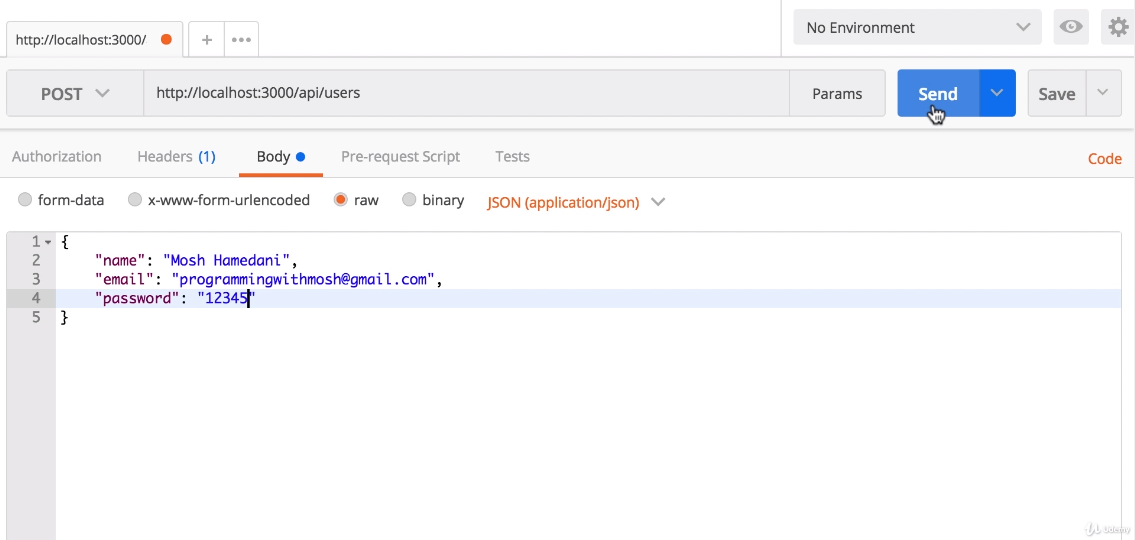 http://localhost:3000/ + ••• No Environment
POST http://localhost:3000/api/users Params Send Save
Authorization Headers (1) Body Pre-request Script Tests Code
form-data x-www-form-urlencoded raw binary JSON (application/json)
1 {
2 "name": "Mosh Hamedani",
3 "email": "programmingwithmosh@gmail.com",
4 "password": "12345"
5 }
Udemy